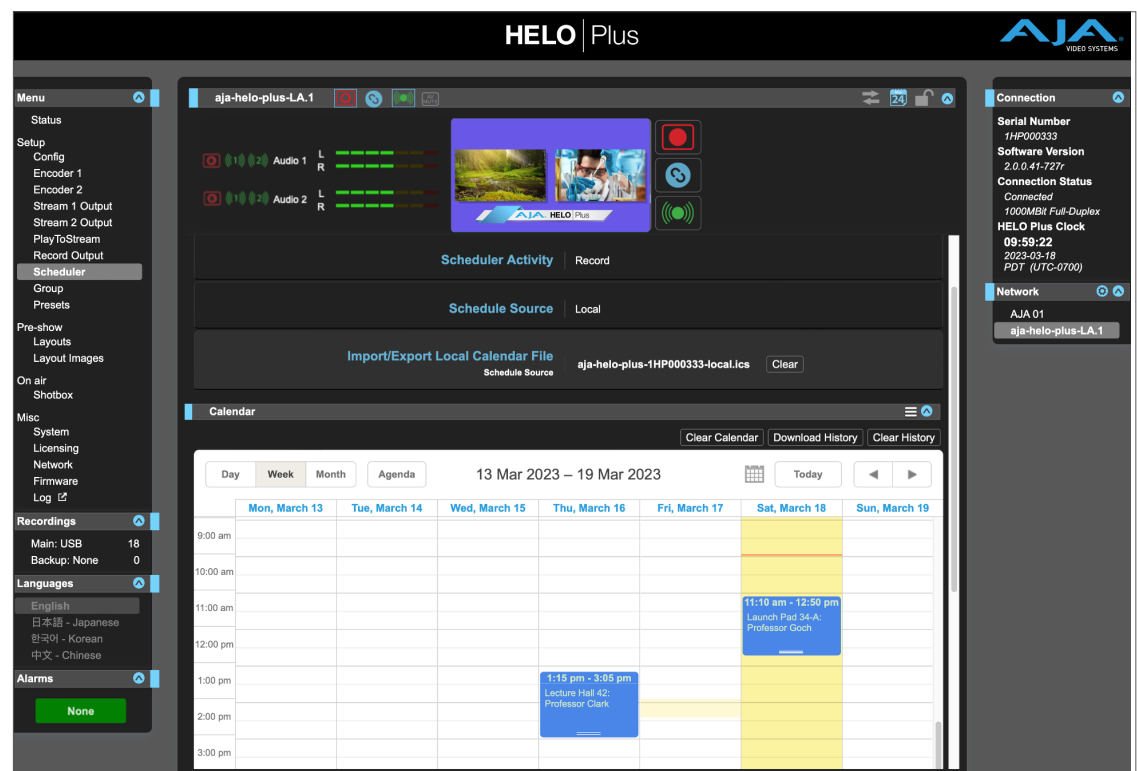 HELO Plus
AJA
VIDEO SYSTEMS
Menu
Status
Setup
Config
Encoder 1
Encoder 2
Stream 1 Output
Stream 2 Output
PlayToStream
Record Output
Scheduler
Group
Presets
Pre-show
Layouts
Layout Images
On air
Shotbox
Misc
System
Licensing
Network
Firmware
Log
Recordings
Main: USB 18
Backup: None 0
Languages
English
日本語 - Japanese
한국어 - Korean
中文 - Chinese
Alarms
None
aja-helo-plus-LA.1
AV
MUTE
24
1 2 Audio 1 L
R
1 2 Audio 2 L
R
AJA HELO Plus
Scheduler Activity Record
Schedule Source Local
Import/Export Local Calendar File
Schedule Source
aja-helo-plus-1HP000333-local.ics Clear
Calendar
Clear Calendar Download History Clear History
Day Week Month Agenda 13 Mar 2023 – 19 Mar 2023 Today
Mon, March 13 Tue, March 14 Wed, March 15 Thu, March 16 Fri, March 17 Sat, March 18 Sun, March 19
9:00 am
10:00 am
11:00 am
12:00 pm
1:00 pm
2:00 pm
3:00 pm
11:10 am - 12:50 pm
Launch Pad 34-A:
Professor Goch
1:15 pm - 3:05 pm
Lecture Hall 42:
Professor Clark
Connection
Serial Number
1HP000333
Software Version
2.0.0.41-727r
Connection Status
Connected
1000MBit Full-Duplex
HELO Plus Clock
09:59:22
2023-03-18
PDT (UTC-0700)
Network
AJA 01
aja-helo-plus-LA.1